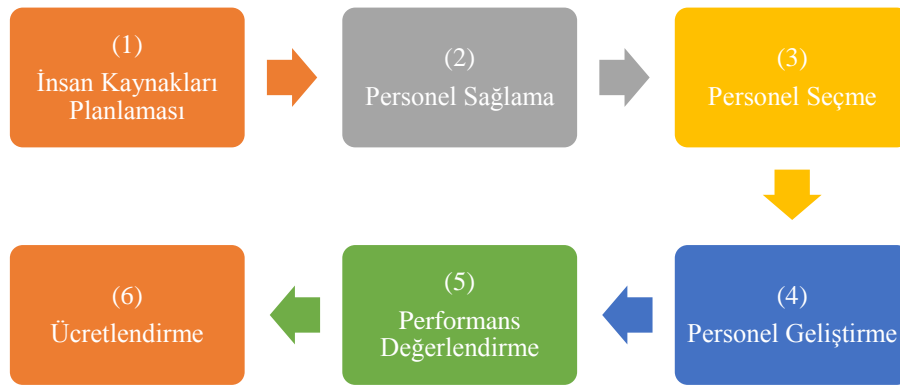 (1)
İnsan Kaynakları
Planlaması
(2)
Personel Sağlama
(3)
Personel Seçme
(4)
Personel Geliştirme
(5)
Performans
Değerlendirme
(6)
Ücretlendirme